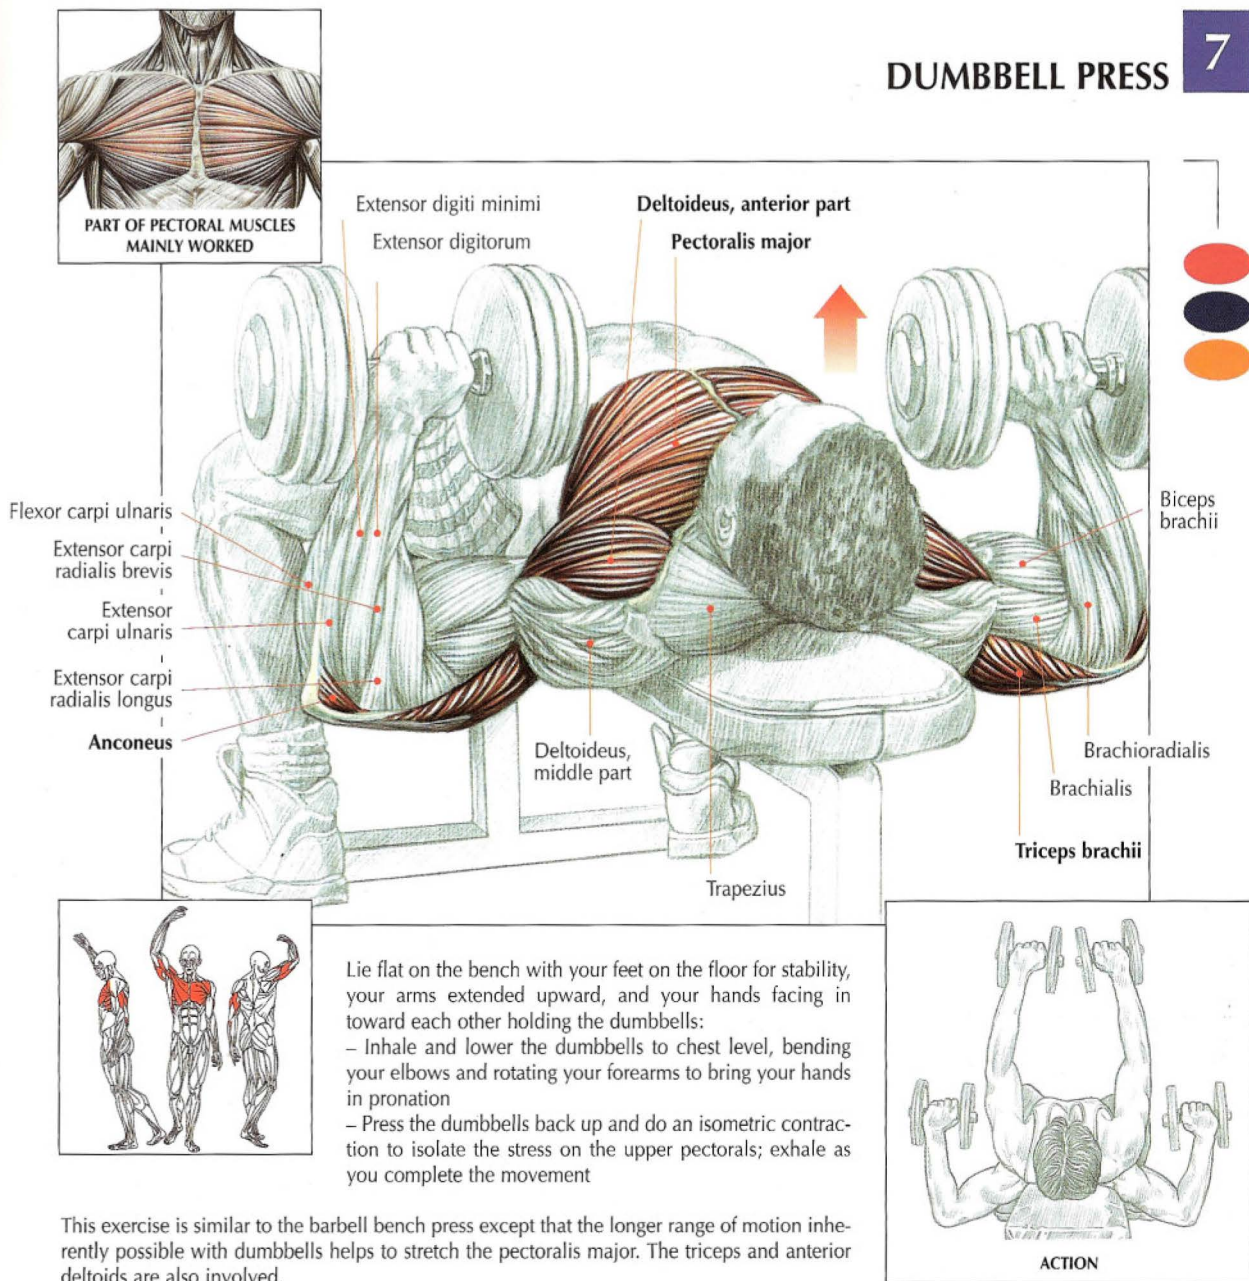 DUMBBELL PRESS
7
PART OF PECTORAL MUSCLES
MAINLY WORKED
Extensor digiti minimi
Extensor digitorum
Deltoideus, anterior part
Pectoralis major
Flexor carpi ulnaris
Extensor carpi
radialis brevis
Extensor
carpi ulnaris
Extensor carpi
radialis longus
Anconeus
Biceps
brachii
Deltoideus,
middle part
Brachioradialis
Brachialis
Triceps brachii
Trapezius
Lie flat on the bench with your feet on the floor for stability,
your arms extended upward, and your hands facing in
toward each other holding the dumbbells:
– Inhale and lower the dumbbells to chest level, bending
your elbows and rotating your forearms to bring your hands
in pronation
– Press the dumbbells back up and do an isometric contrac-
tion to isolate the stress on the upper pectorals; exhale as
you complete the movement
This exercise is similar to the barbell bench press except that the longer range of motion inhe-
rently possible with dumbbells helps to stretch the pectoralis major. The triceps and anterior
deltoids are also involved.
ACTION